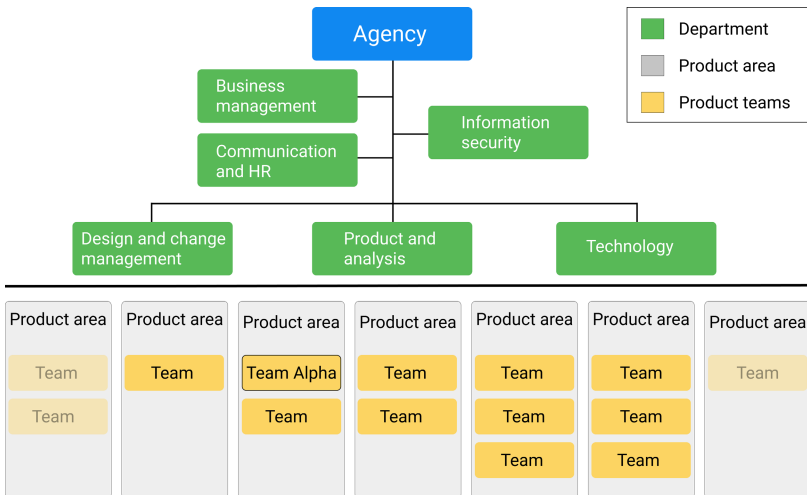 Agency
Department
Product area
Product teams
Business
management
Information
security
Communication
and HR
Design and change
management
Product and
analysis
Technology
Product area
Product area
Product area
Product area
Product area
Product area
Product area
Team
Team
Team Alpha
Team
Team
Team
Team
Team
Team
Team
Team
Team
Team
Team
Team